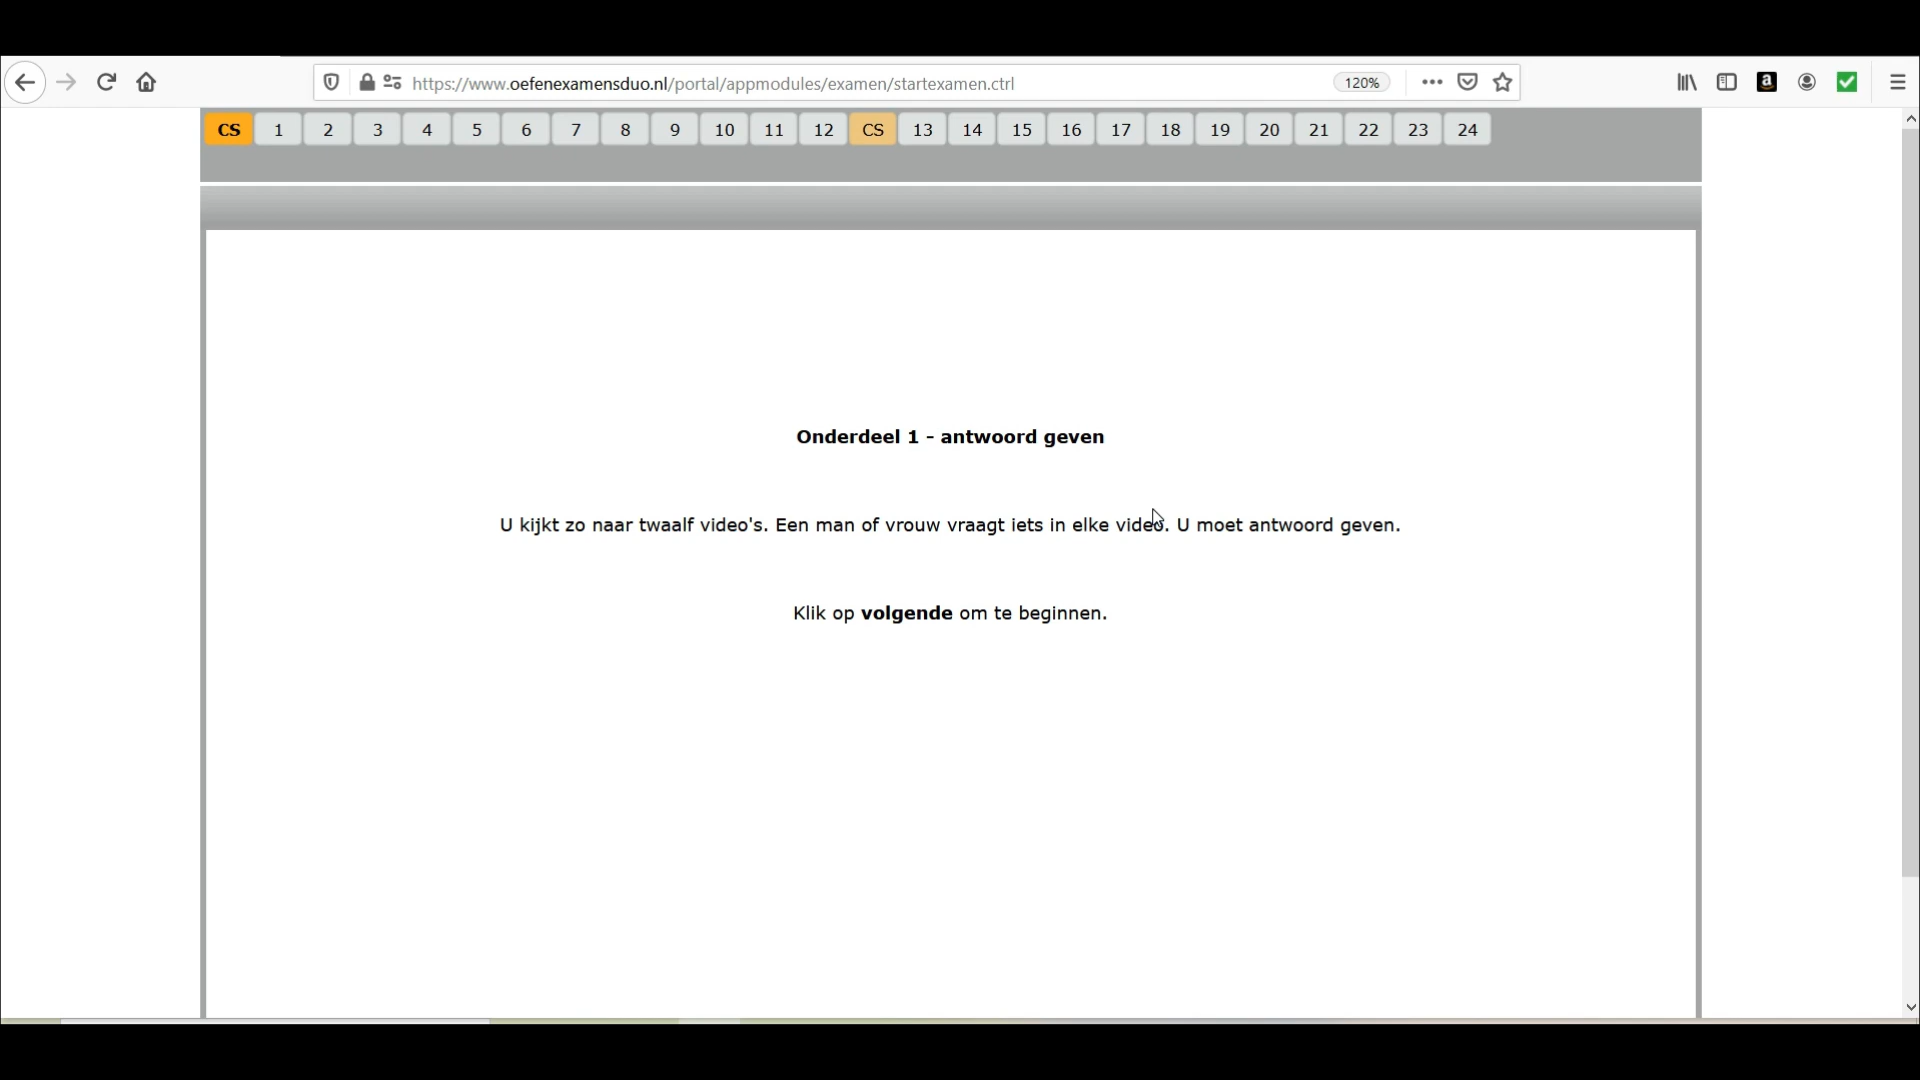 https://www.oefenexamensduo.nl/portal/appmodules/examen/startexamen.ctrl 120%
CS 1 2 3 4 5 6 7 8 9 10 11 12 CS 13 14 15 16 17 18 19 20 21 22 23 24
Onderdeel 1 - antwoord geven
U kijkt zo naar twaalf video's. Een man of vrouw vraagt iets in elke video. U moet antwoord geven.
Klik op volgende om te beginnen.